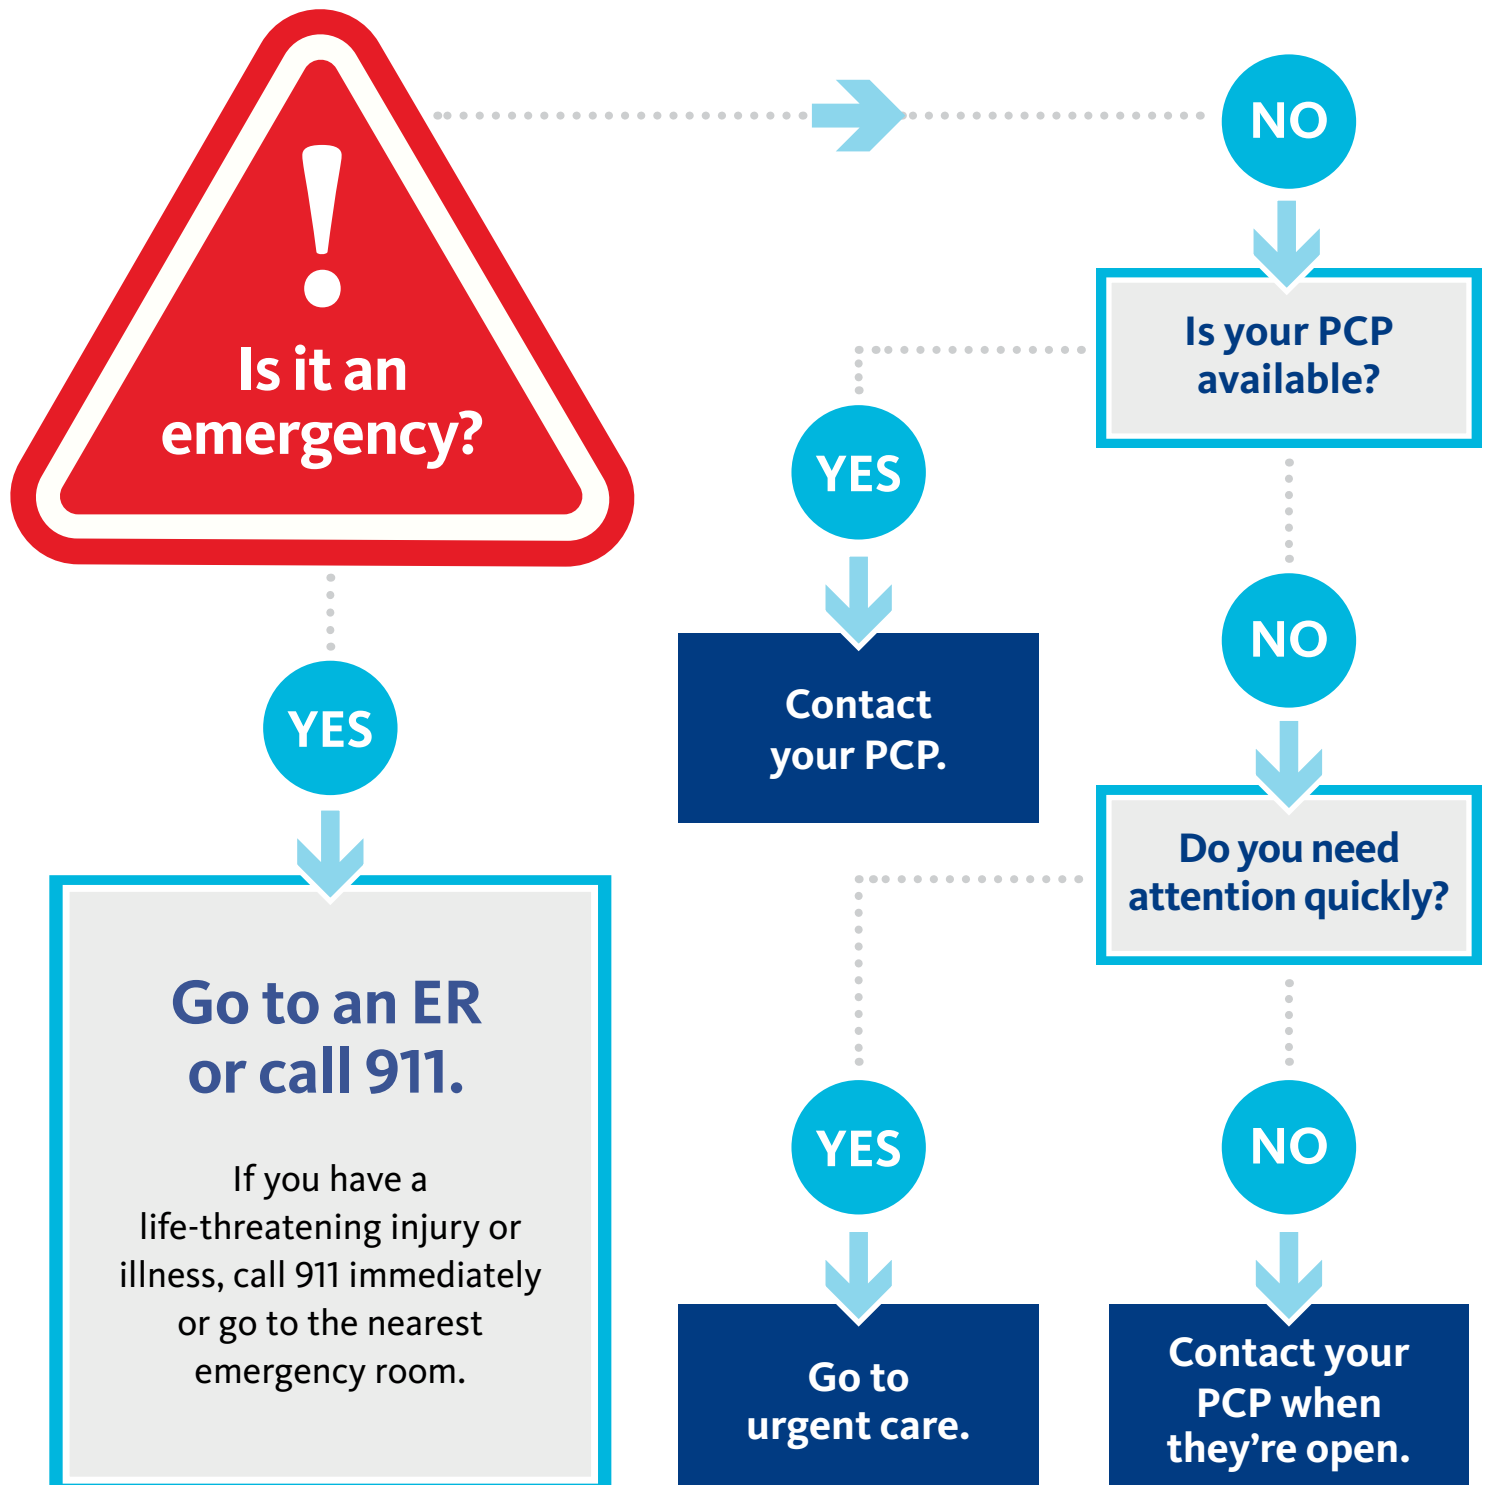 !
Is it an
emergency?
NO
Is your PCP
available?
YES
Contact
your PCP.
NO
Do you need
attention quickly?
YES
Go to
urgent care.
NO
Contact your
PCP when
they're open.
YES
Go to an ER
or call 911.
If you have a
life-threatening injury or
illness, call 911 immediately
or go to the nearest
emergency room.